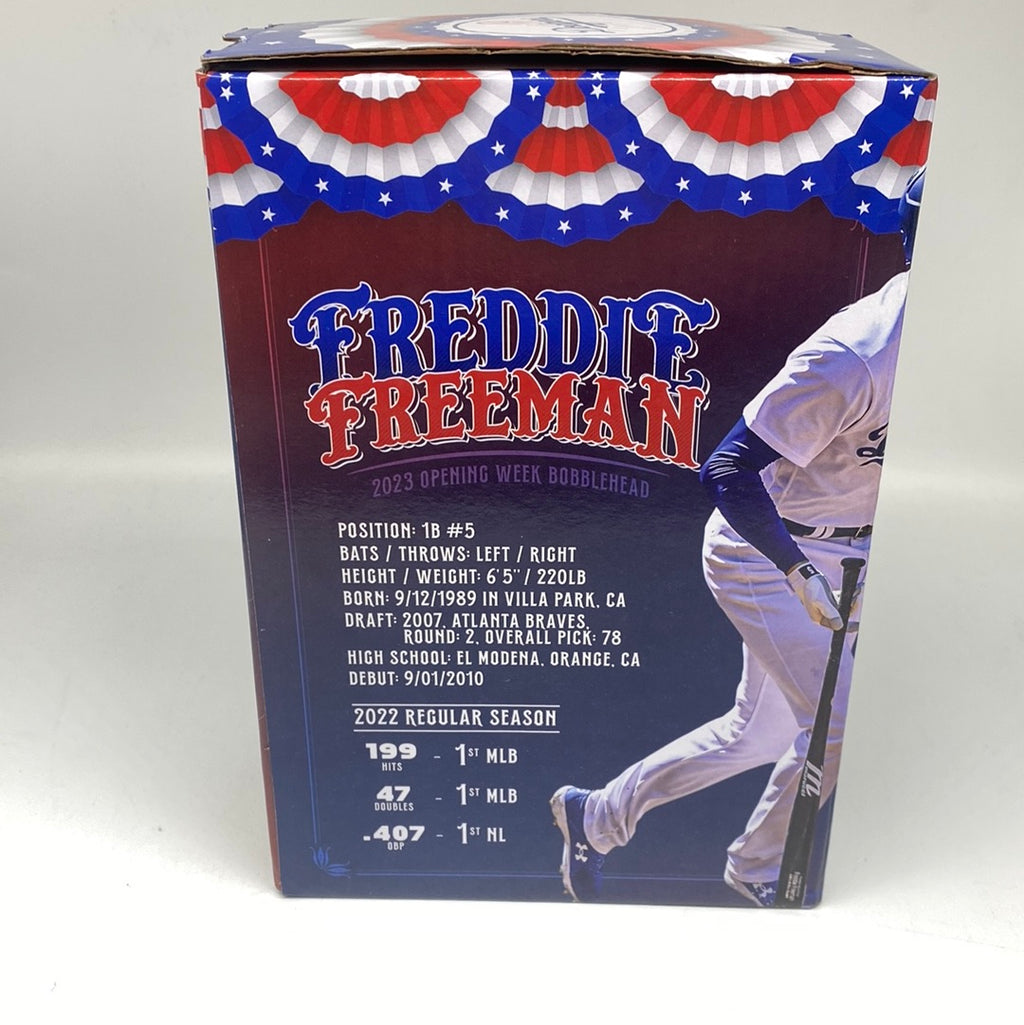 FREDDIE
FREEMAN
2023 OPENING WEEK BOBBLEHEAD
POSITION: 1B #5
BATS / THROWS: LEFT / RIGHT
HEIGHT / WEIGHT: 6'5" / 220LB
BORN: 9/12/1989 IN VILLA PARK, CA
DRAFT: 2007, ATLANTA BRAVES,
ROUND: 2, OVERALL PICK: 78
HIGH SCHOOL: EL MODENA, ORANGE, CA
DEBUT: 9/01/2010
2022 REGULAR SEASON
199 - 1ST MLB
HITS
47 - 1ST MLB
DOUBLES
.407 - 1ST NL
OBP